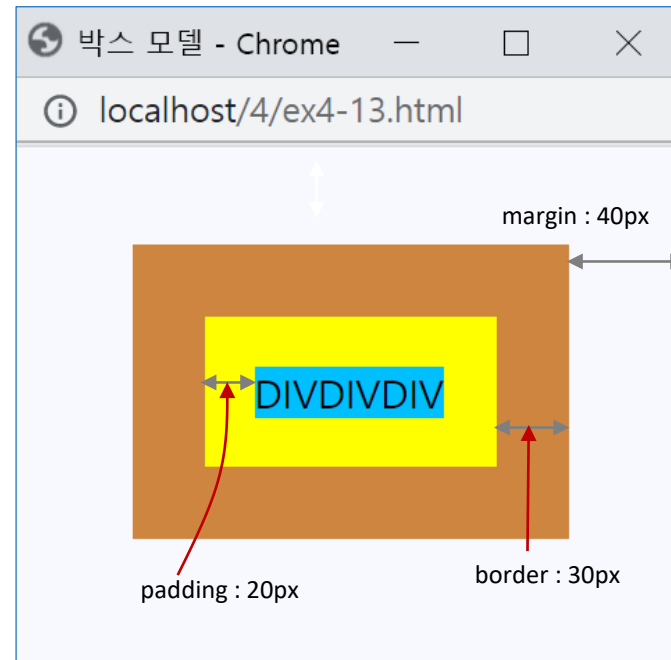 박스 모델 - Chrome
localhost/4/ex4-13.html
margin : 40px
DIVDIVDIV
padding : 20px
border : 30px